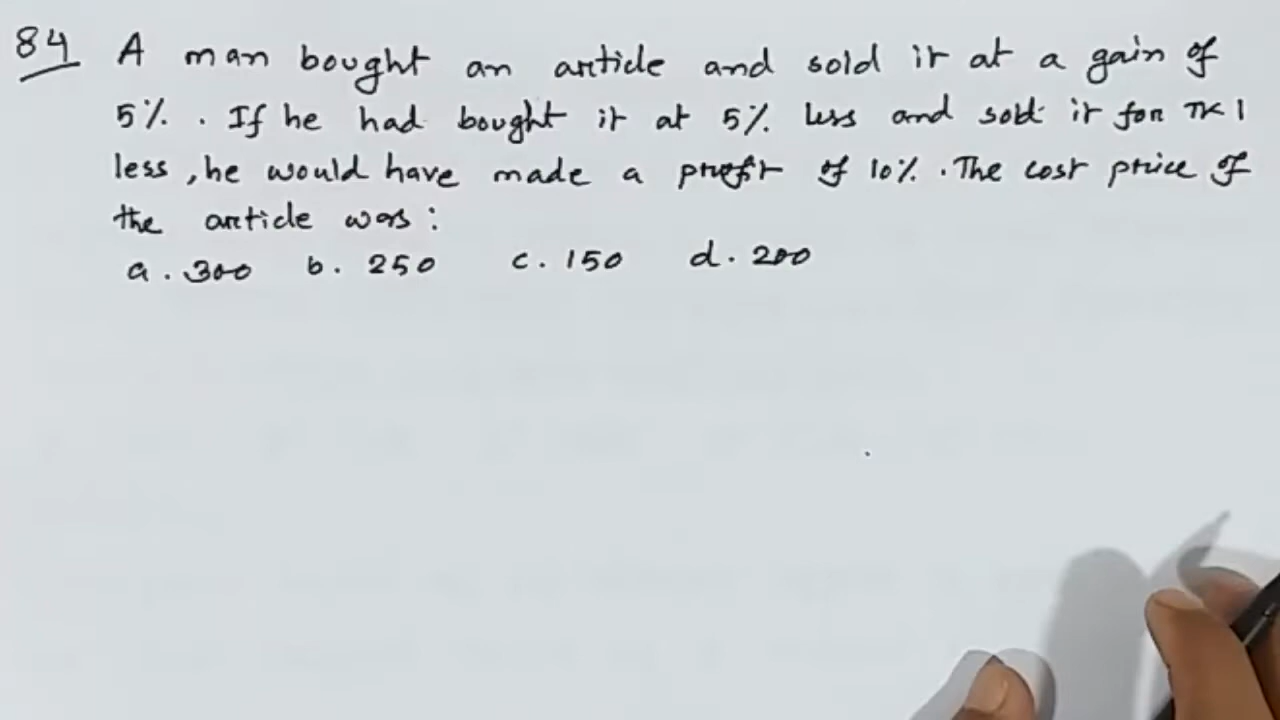 84 A man bought an article and sold it at a gain of
5%. If he had bought it at 5% less and sold it for TK 1
less, he would have made a profit of 10%. The cost price of
the article was:
a. 300 b. 250 c. 150 d. 200